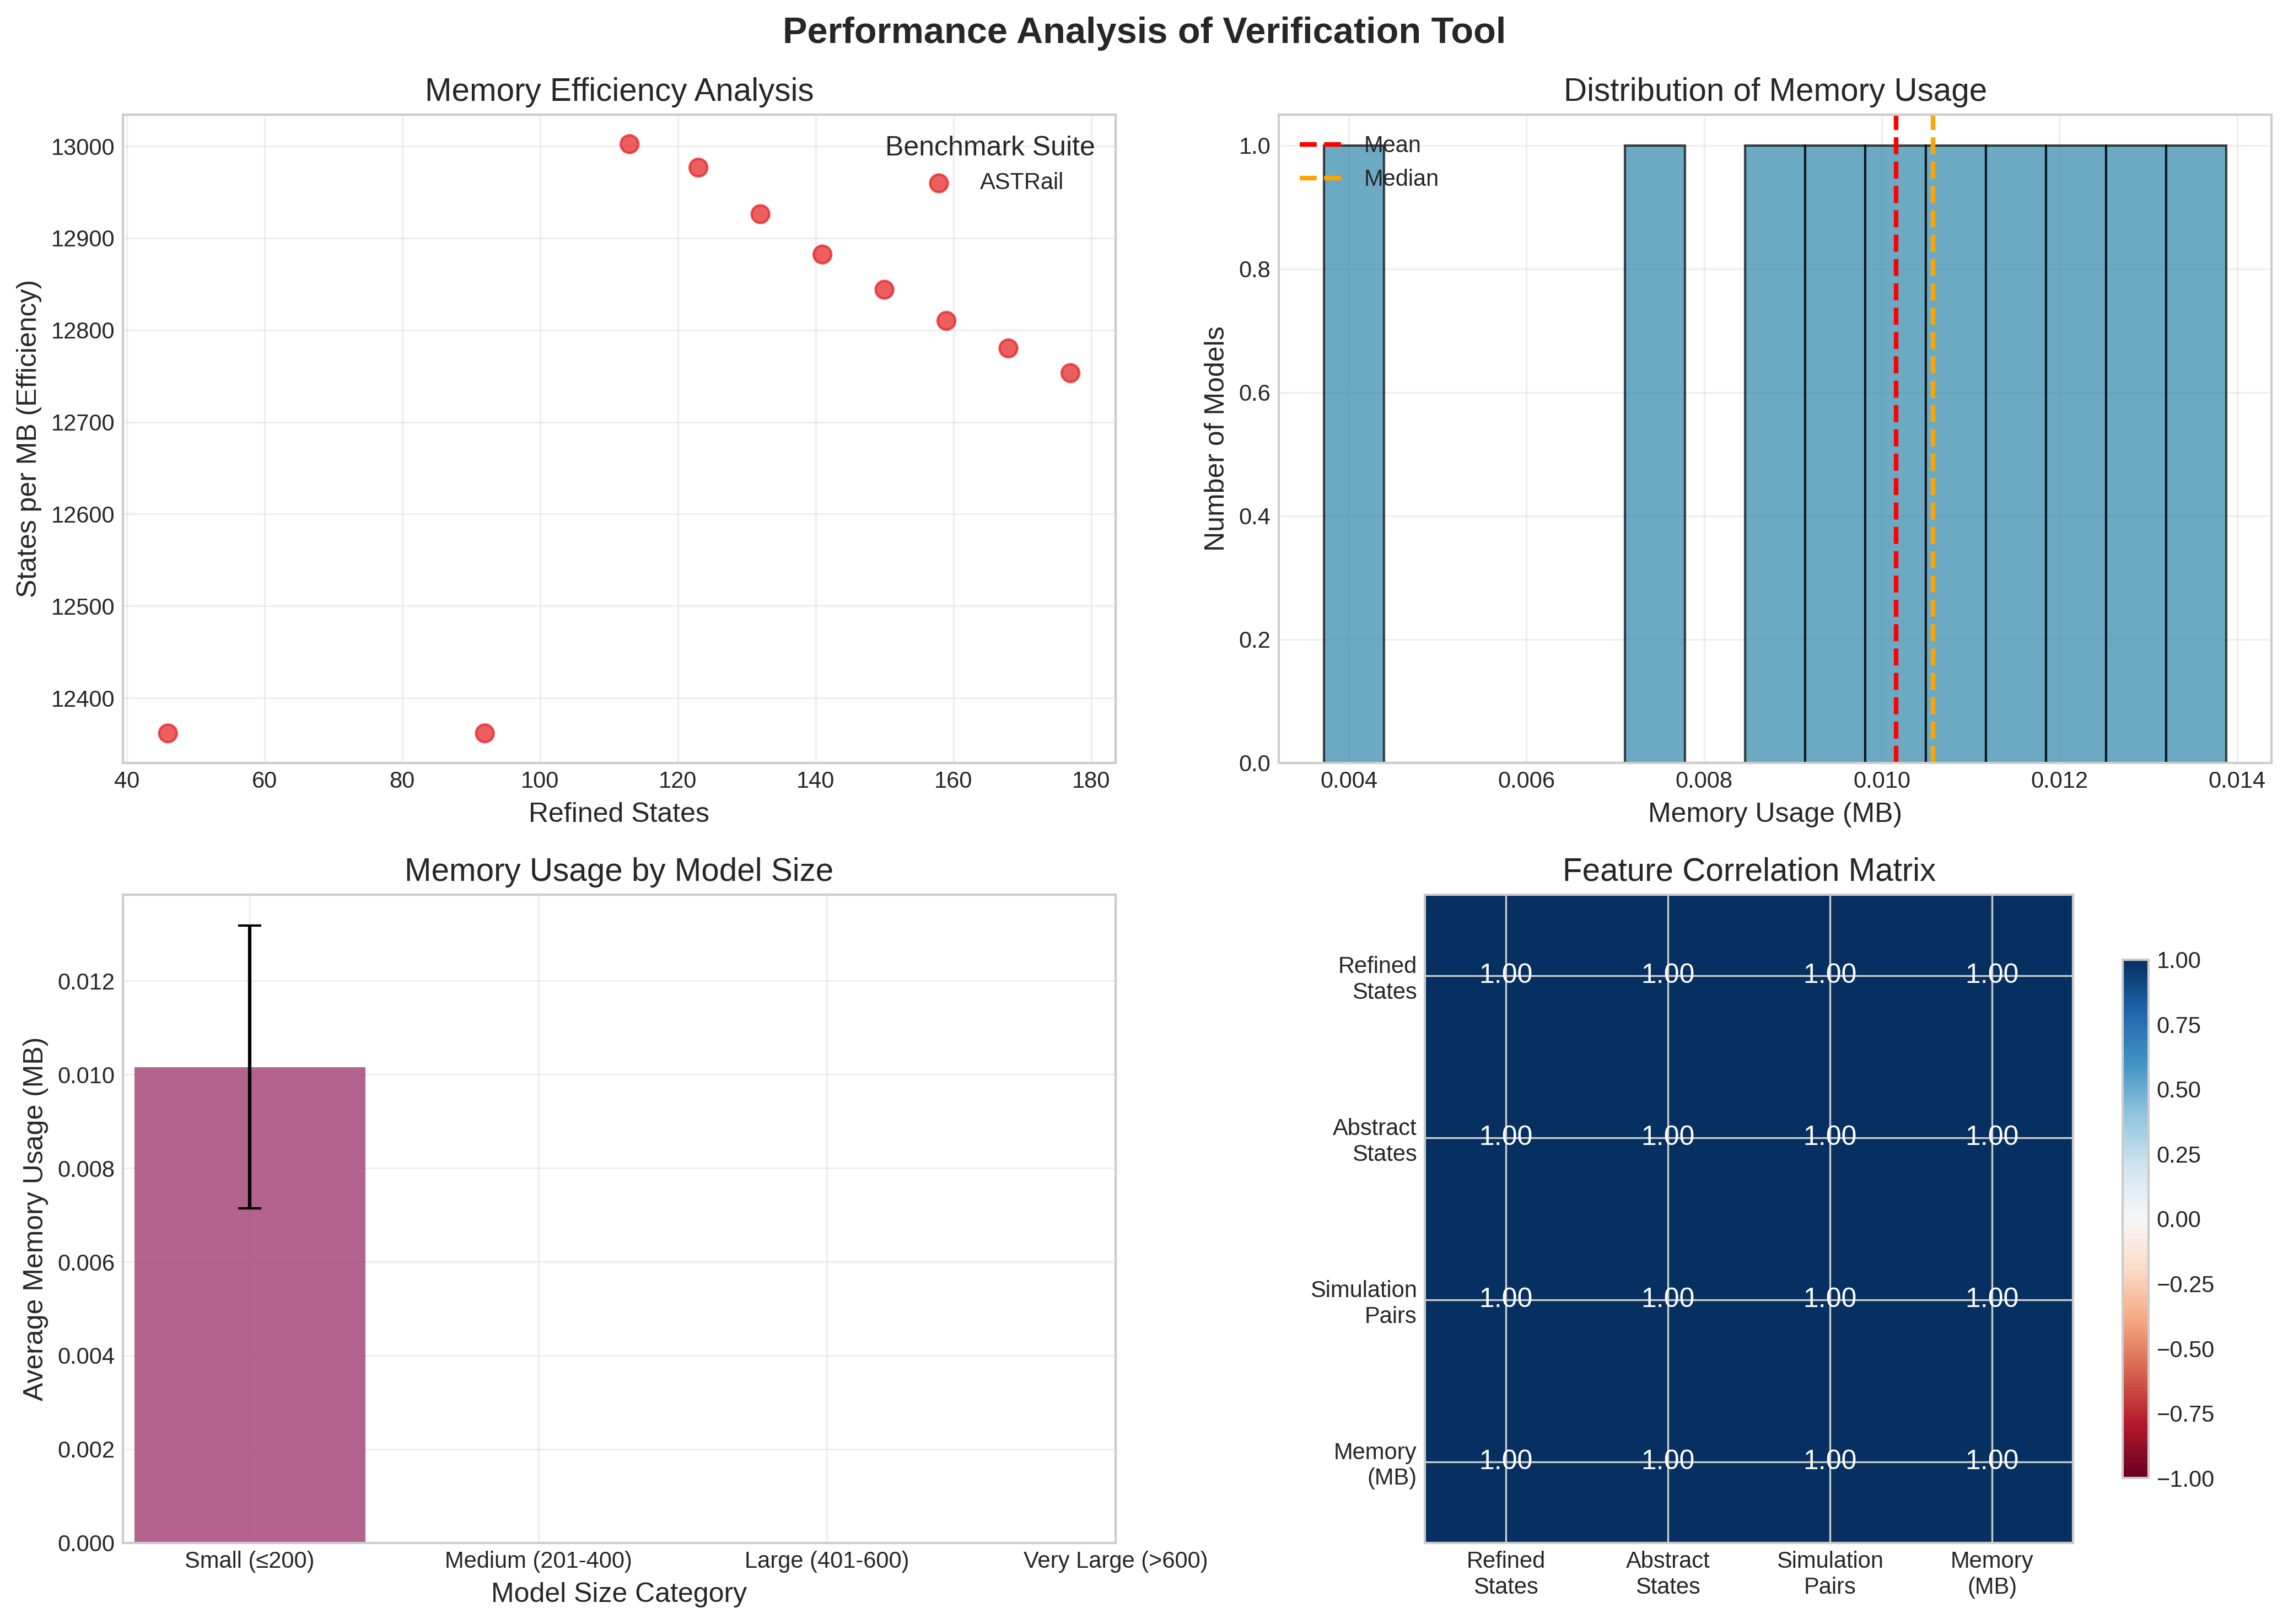 Performance Analysis of Verification Tool
Memory Efficiency Analysis
States per MB (Efficiency)
13000
12900
12800
12700
12600
12500
12400
Benchmark Suite
ASTRail
40 60 80 100 120 140 160 180
Refined States
Distribution of Memory Usage
Number of Models
1.0
0.8
0.6
0.4
0.2
0.0
Mean
Median
0.004 0.006 0.008 0.010 0.012 0.014
Memory Usage (MB)
Memory Usage by Model Size
Average Memory Usage (MB)
0.012
0.010
0.008
0.006
0.004
0.002
0.000
Small (≤200) Medium (201-400) Large (401-600) Very Large (>600)
Model Size Category
Feature Correlation Matrix
Refined
States
1.00 1.00 1.00 1.00
Abstract
States
1.00 1.00 1.00 1.00
Simulation
Pairs
1.00 1.00 1.00 1.00
Memory
(MB)
1.00 1.00 1.00 1.00
Refined Abstract Simulation Memory
States States Pairs (MB)
1.00
0.75
0.50
0.25
0.00
−0.25
−0.50
−0.75
−1.00